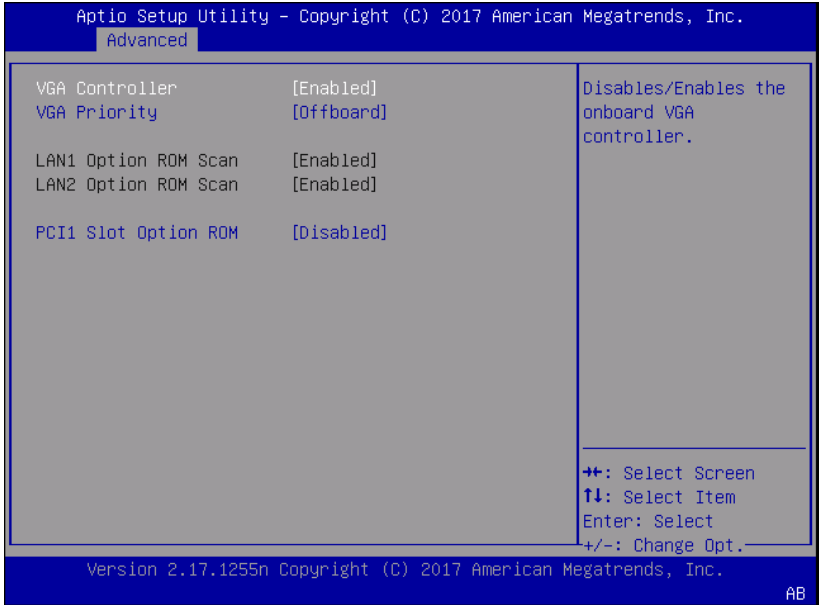 Aptio Setup Utility – Copyright (C) 2017 American Megatrends, Inc.
Advanced
VGA Controller [Enabled]
VGA Priority [Offboard]
LAN1 Option ROM Scan [Enabled]
LAN2 Option ROM Scan [Enabled]
PCI1 Slot Option ROM [Disabled]
Disables/Enables the
onboard VGA
controller.
→←: Select Screen
↑↓: Select Item
Enter: Select
+/-: Change Opt.
Version 2.17.1255n Copyright (C) 2017 American Megatrends, Inc.
AB